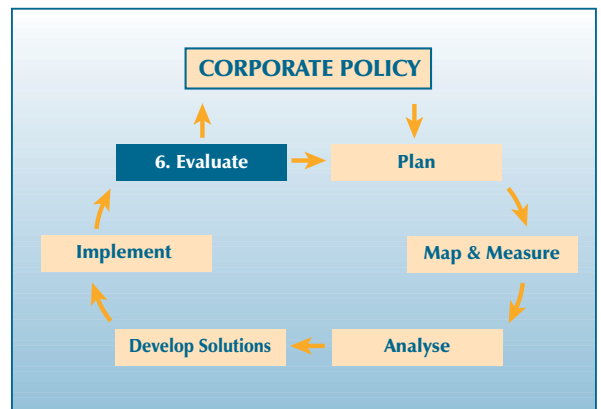 CORPORATE POLICY
6. Evaluate
Plan
Implement
Map & Measure
Develop Solutions
Analyse